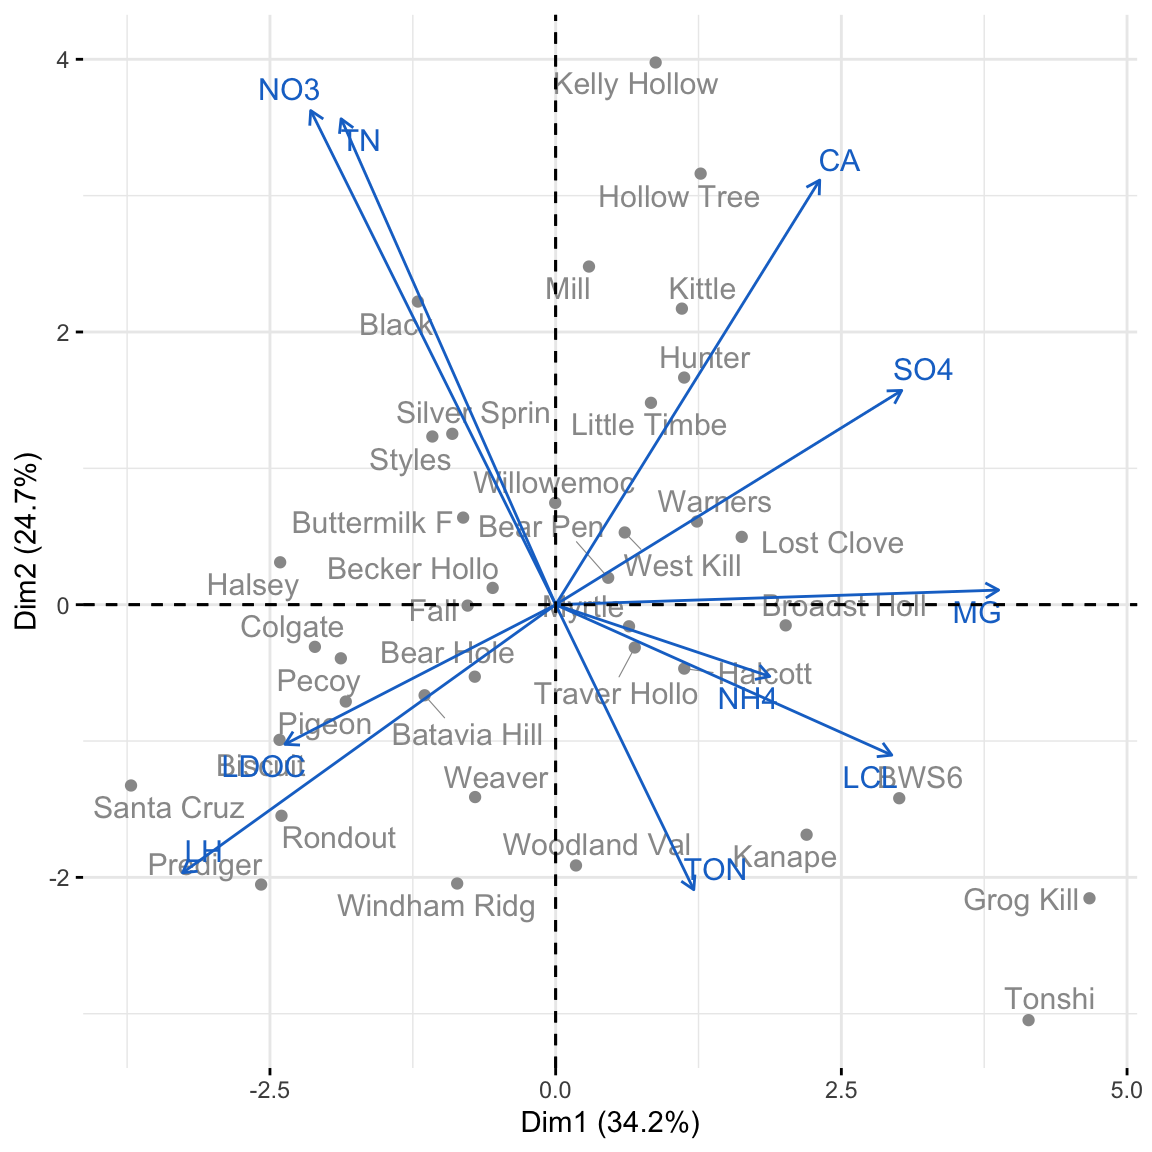 4
NO3
Kelly Hollow
TN
CA
Hollow Tree
Mill
Kittle
Black
2
Hunter
SO4
Silver Sprin
Little Timbe
Styles
Willowemoc
Warners
Buttermilk F
Bear Pen
Lost Clove
West Kill
Becker Hollo
Halsey
0
Fall
Myrtle
Broadst Holl
MG
Colgate
Bear Hole
Halcott
Pecoy
Traver Hollo
NH4
Pigeon
Batavia Hill
Biscuit
LDOC
Weaver
LCL
BWS6
Santa Cruz
Rondout
Woodland Val
LH
Prediger
Kanape
TON
-2
Windham Ridg
Grog Kill
Tonshi
-2.5
0.0
2.5
5.0
Dim1 (34.2%)
Dim2 (24.7%)